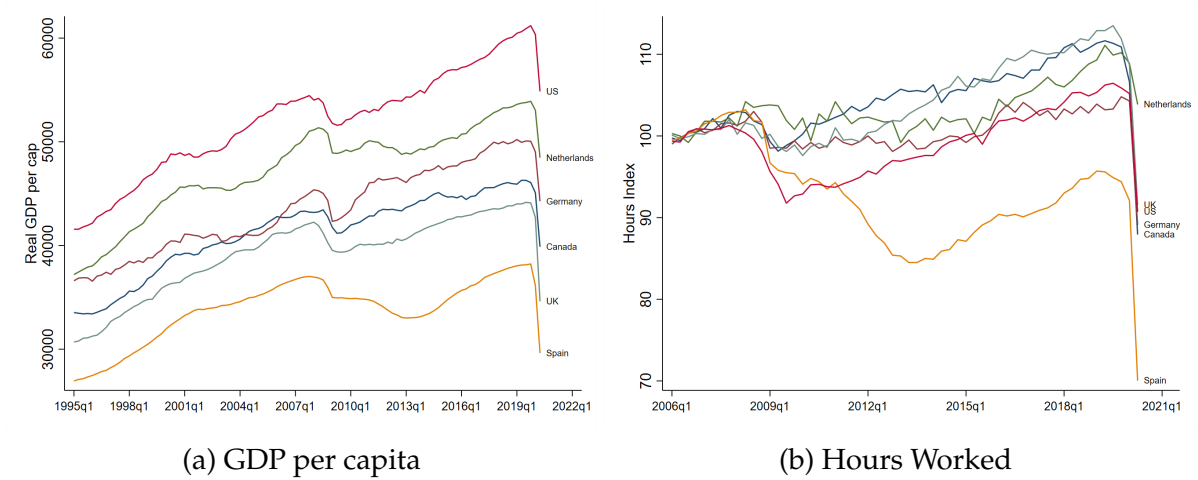 Real GDP per cap
60000
50000
40000
30000
US
Netherlands
Germany
Canada
UK
Spain
1995q1 1998q1 2001q1 2004q1 2007q1 2010q1 2013q1 2016q1 2019q1 2022q1
(a) GDP per capita
Hours Index
110
100
90
80
70
Netherlands
UK
US
Germany
Canada
Spain
2006q1 2009q1 2012q1 2015q1 2018q1 2021q1
(b) Hours Worked